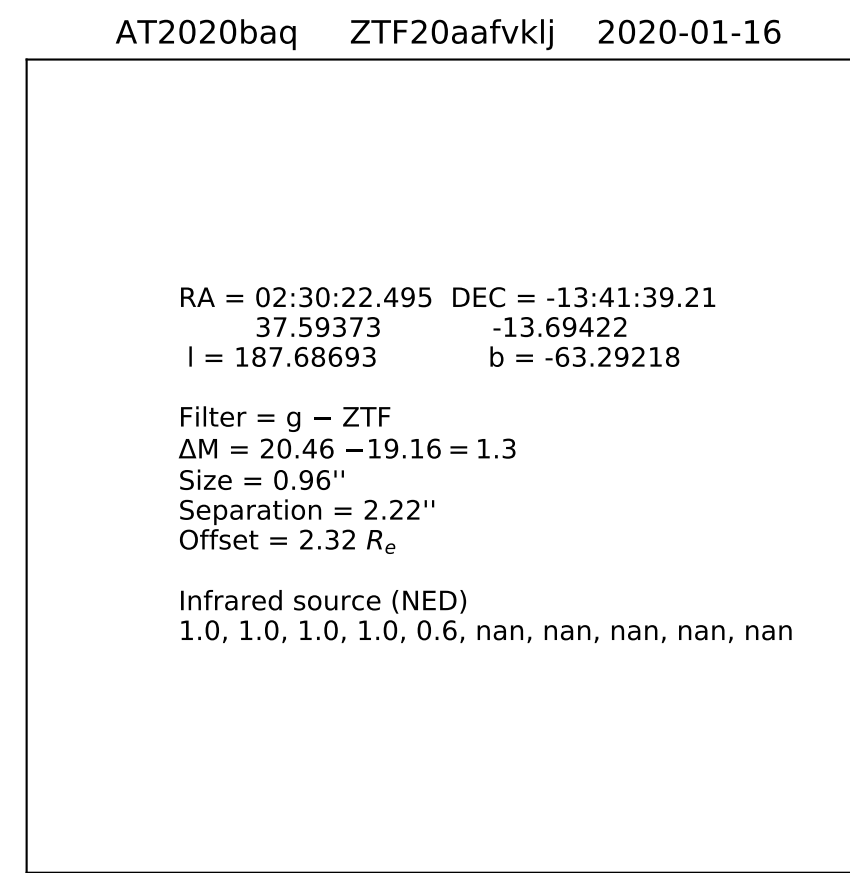 AT2020baq ZTF20aafvklj 2020-01-16
RA = 02:30:22.495 DEC = -13:41:39.21
37.59373 -13.69422
l = 187.68693 b = -63.29218
Filter = g − ZTF
ΔM = 20.46 −19.16 = 1.3
Size = 0.96''
Separation = 2.22''
Offset = 2.32 Re
Infrared source (NED)
1.0, 1.0, 1.0, 1.0, 0.6, nan, nan, nan, nan, nan